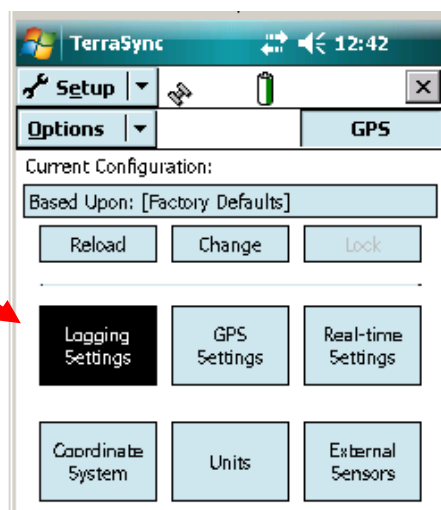 TerraSync 12:42
Setup
Options GPS
Current Configuration:
Based Upon: [Factory Defaults]
Reload Change Lock
Logging Settings
GPS Settings
Real-time Settings
Coordinate System
Units
External Sensors